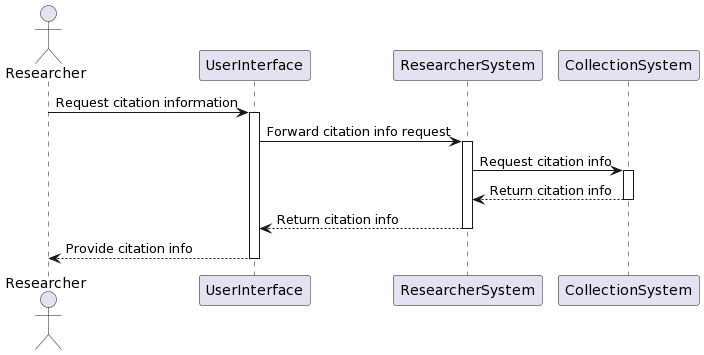 Researcher
UserInterface
ResearcherSystem
CollectionSystem
Request citation information
Forward citation info request
Request citation info
Return citation info
Return citation info
Provide citation info
Researcher
UserInterface
ResearcherSystem
CollectionSystem